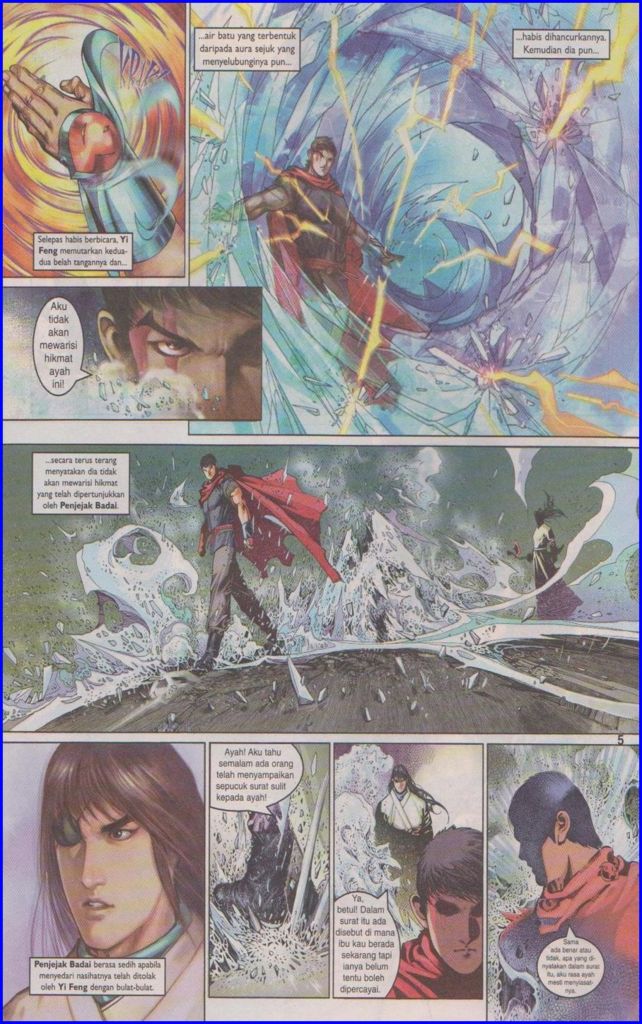 Selepas habis berbicara, Yi
Feng memutarkan kedua-
dua belah tangannya dan...
...air batu yang terbentuk
daripada aura sejuk yang
menyelubunginya pun...
...habis dihancurkannya.
Kemudian dia pun...
Aku
tidak
akan
mewarisi
hikmat
ayah
ini!
...secara terus terang
menyatakan dia tidak
akan mewarisi hikmat
yang telah dipertunjukkan
oleh Penjejak Badai.
5
Penjejak Badai berasa sedih apabila
menyedari nasihatnya telah ditolak
oleh Yi Feng dengan bulat-bulat.
Ayah! Aku tahu
semalam ada orang
telah menyampaikan
sepucuk surat sulit
kepada ayah!
Ya,
betul! Dalam
surat itu ada
disebut di mana
ibu kau berada
sekarang tapi
ianya belum
tentu boleh
dipercayai.
Sama
ada benar atau
tidak, apa yang di-
nyatakan dalam surat
itu, aku rasa ayah
mesti menyiasat-
nya.